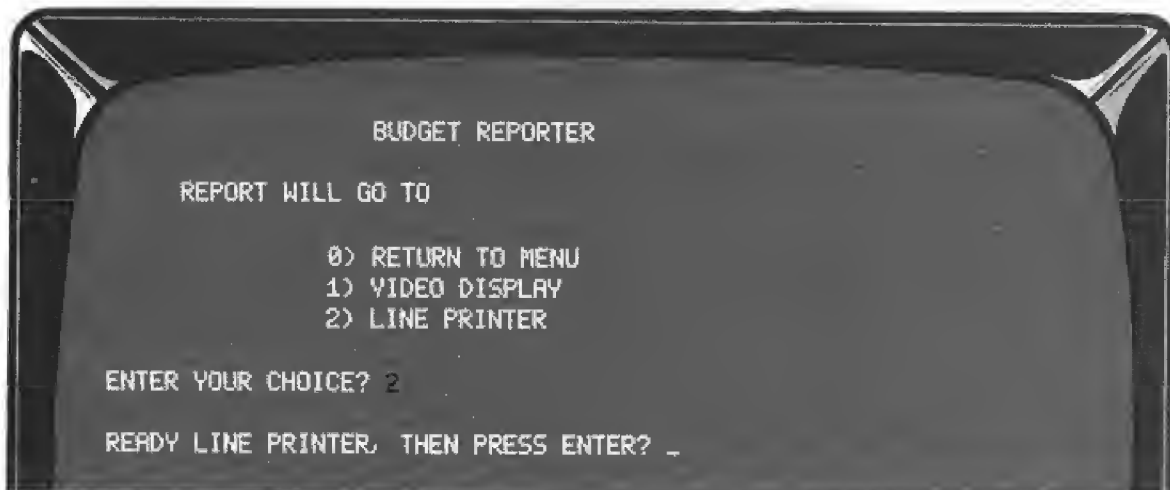 BUDGET REPORTER
REPORT WILL GO TO
0) RETURN TO MENU
1) VIDEO DISPLAY
2) LINE PRINTER
ENTER YOUR CHOICE? 2
READY LINE PRINTER, THEN PRESS ENTER? _